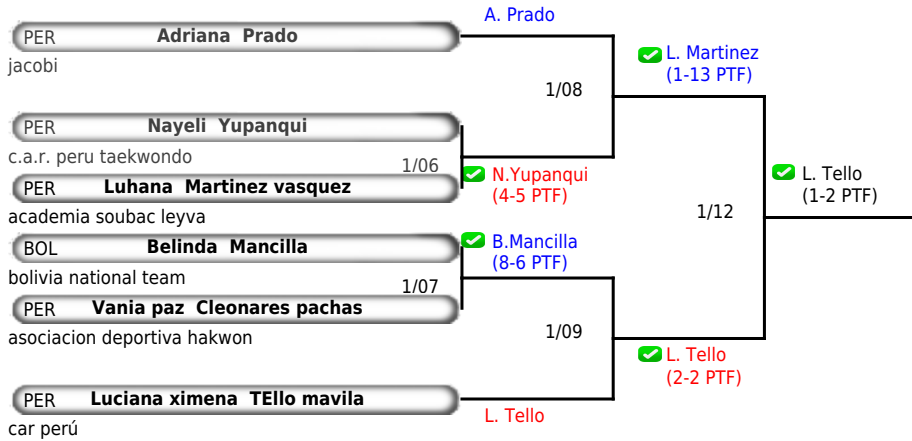 A. Prado
PER Adriana Prado
jacobi
L. Martinez
(1-13 PTF)
1/08
PER Nayeli Yupanqui
c.a.r. peru taekwondo
1/06
N.Yupanqui
(4-5 PTF)
PER Luhana Martinez vasquez
academia soubac leyva
L. Tello
(1-2 PTF)
1/12
BOL Belinda Mancilla
bolivia national team
B.Mancilla
(8-6 PTF)
1/07
PER Vania paz Cleonares pachas
asociacion deportiva hakwon
1/09
L. Tello
(2-2 PTF)
PER Luciana ximena TEllo mavila
car perú
L. Tello